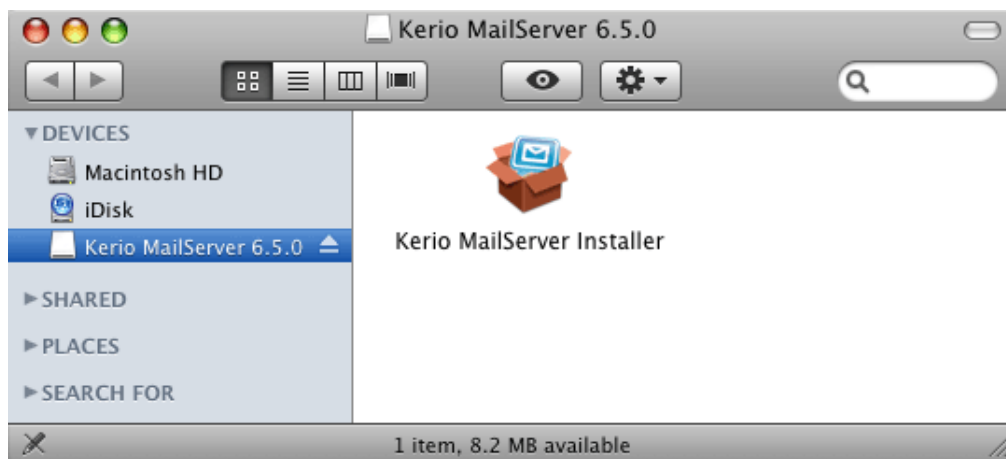 Kerio MailServer 6.5.0
DEVICES
Macintosh HD
iDisk
Kerio MailServer 6.5.0
SHARED
PLACES
SEARCH FOR
Kerio MailServer Installer
1 item, 8.2 MB available